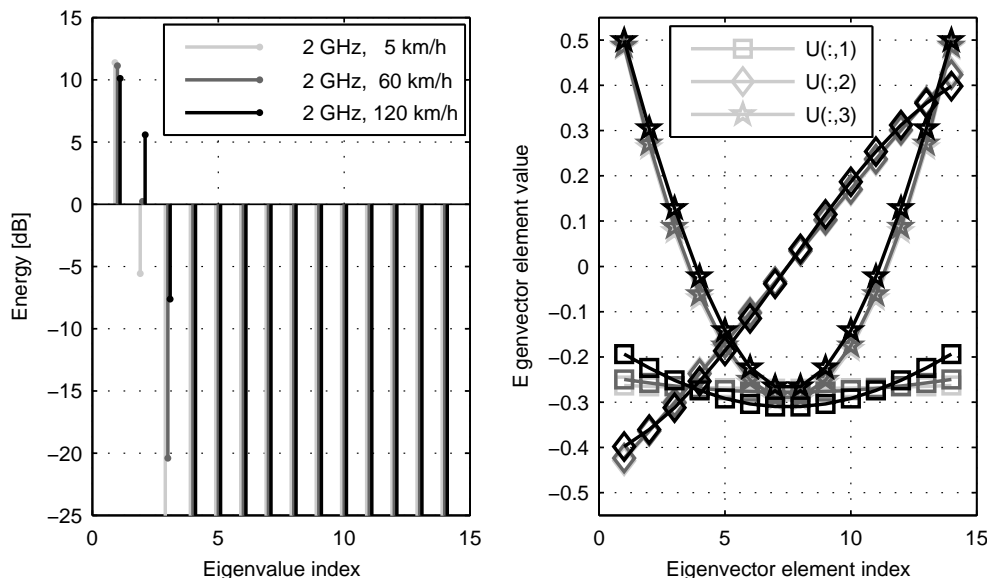 15
10
5
0
−5
−10
−15
−20
−25
0
5
10
15
Energy [dB]
Eigenvalue index
2 GHz, 5 km/h
2 GHz, 60 km/h
2 GHz, 120 km/h
0.5
0.4
0.3
0.2
0.1
0
−0.1
−0.2
−0.3
−0.4
−0.5
0
5
10
15
E genvector element value
Eigenvector element index
U(:,1)
U(:,2)
U(:,3)